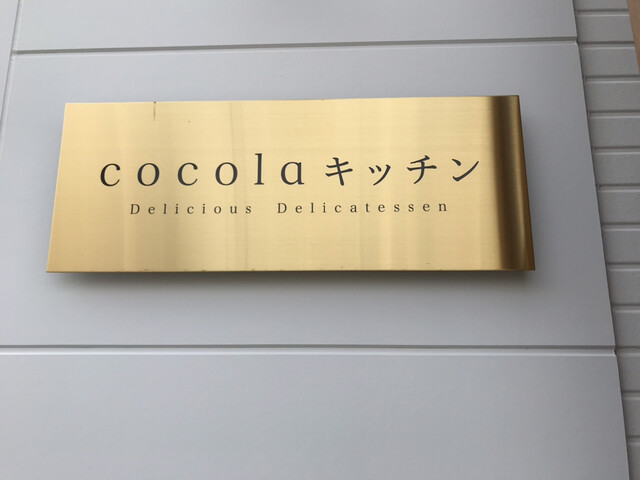 cocolaキッチン
Delicious Delicatessen